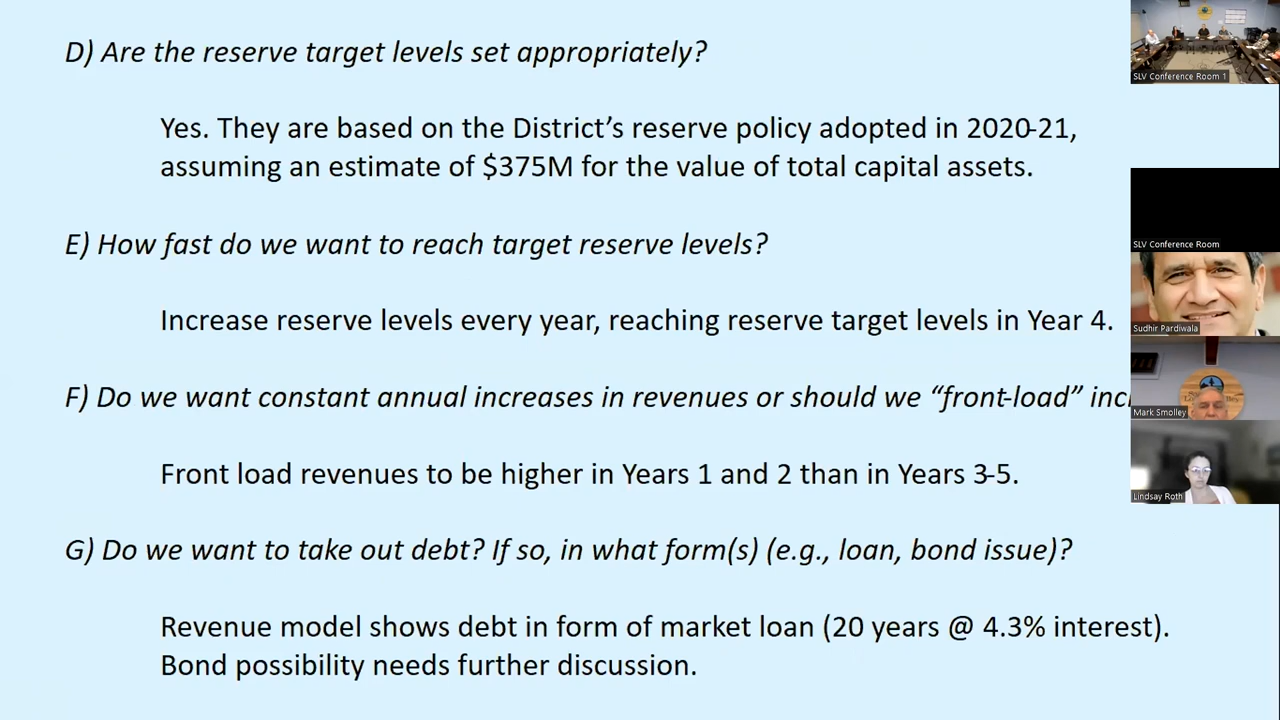 D) Are the reserve target levels set appropriately?
Yes. They are based on the District's reserve policy adopted in 2020-21,
assuming an estimate of $375M for the value of total capital assets.
E) How fast do we want to reach target reserve levels?
Increase reserve levels every year, reaching reserve target levels in Year 4.
F) Do we want constant annual increases in revenues or should we “front-load”
Front load revenues to be higher in Years 1 and 2 than in Years 3-5.
G) Do we want to take out debt? If so, in what form(s) (e.g., loan, bond issue)?
Revenue model shows debt in form of market loan (20 years @ 4.3% interest).
Bond possibility needs further discussion.
SLV Conference Room 1
SLV Conference Room
Sudhir Pardiwala
Mark Smolley
Lindsay Roth